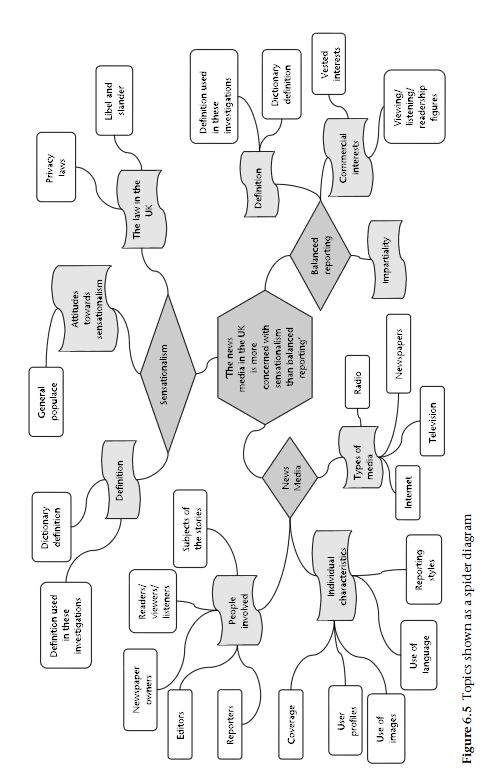 'The news
media in the UK
is more
concerned with
sensationalism
than balanced
reporting'
Sensationalism
Definition
Definition used
in these
investigations
Dictionary
definition
Attitudes
towards
sensationalism
General
populace
The law in the
UK
Privacy
laws
Libel and
slander
Balanced
reporting
Definition
Definition used
in these
investigations
Dictionary
definition
Commercial
interests
Vested
interests
Viewing/
listening/
readership
figures
Impartiality
News
Media
Types of
media
Radio
Newspapers
Television
Internet
Individual
characteristics
Reporting
styles
Use of
language
Use of
images
User
profiles
Coverage
People
involved
Reporters
Editors
Newspaper
owners
Readers/
viewers/
listeners
Subjects of
the stories
Figure 6.5 Topics shown as a spider diagram